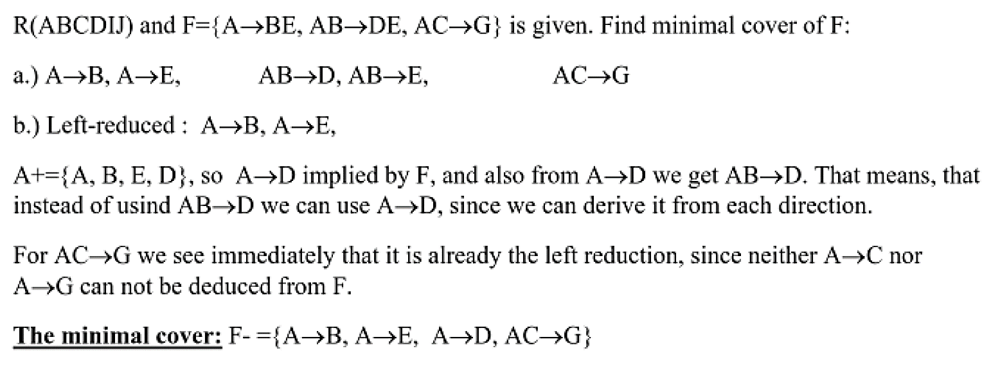 R(ABCDIJ) and F={A→BE, AB→DE, AC→G} is given. Find minimal cover of F:
a.) A→B, A→E, AB→D, AB→E, AC→G
b.) Left-reduced : A→B, A→E,
A+={A, B, E, D}, so A→D implied by F, and also from A→D we get AB→D. That means, that
instead of usind AB→D we can use A→D, since we can derive it from each direction.
For AC→G we see immediately that it is already the left reduction, since neither A→C nor
A→G can not be deduced from F.
The minimal cover: F- ={A→B, A→E, A→D, AC→G}